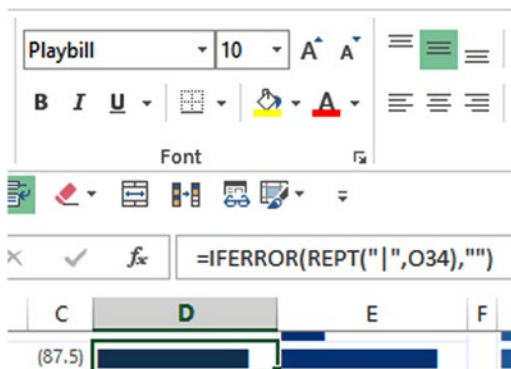 Playbill 10 A A
B I U A
Font
fx =IFERROR(REPT("|",O34),"")
C D E F
(87.5)